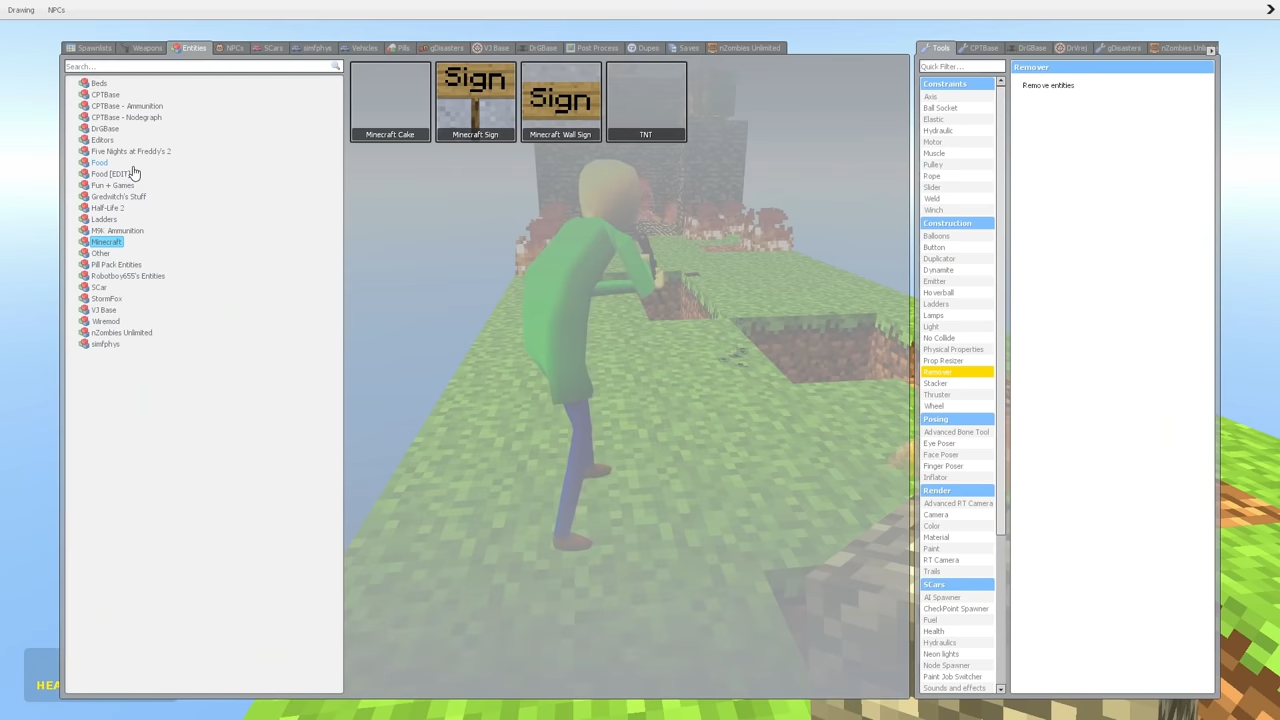 Drawing NPCs
Spawnlists Weapons Entities NPCs SCars simfphys Vehicles Pills gDisasters VJ Base DrGBase Post Process Dupes Saves nZombies Unlimited
Tools CPTBase DrGBase DrVrej gDisasters
Search...
Beds
CPTBase
CPTBase - Ammunition
CPTBase - Nodegraph
DrGBase
Editors
Five Nights at Freddy's 2
Food
Food [EDIT]
Fun + Games
Gredwitch's Stuff
Half-Life 2
Ladders
M9K Ammunition
Minecraft
Other
Pill Pack Entities
Robotboy655's Entities
SCar
StormFox
VJ Base
Wiremod
nZombies Unlimited
simfphys
Sign
Sign
Minecraft Cake
Minecraft Sign
Minecraft Wall Sign
TNT
HEA
Quick Filter...
Constraints
Axis
Ball Socket
Elastic
Hydraulic
Motor
Muscle
Pulley
Rope
Slider
Weld
Winch
Construction
Balloons
Button
Duplicator
Dynamite
Emitter
Hoverball
Ladders
Lamps
Light
No Collide
Physical Properties
Prop Resizer
Remover
Stacker
Thruster
Wheel
Posing
Advanced Bone Tool
Eye Poser
Face Poser
Finger Poser
Inflator
Render
Advanced RT Camera
Camera
Color
Material
Paint
RT Camera
Trails
SCars
AI Spawner
CheckPoint Spawner
Fuel
Health
Hydraulics
Neon lights
Node Spawner
Paint Job Switcher
Sounds and effects
Remover
Remove entities